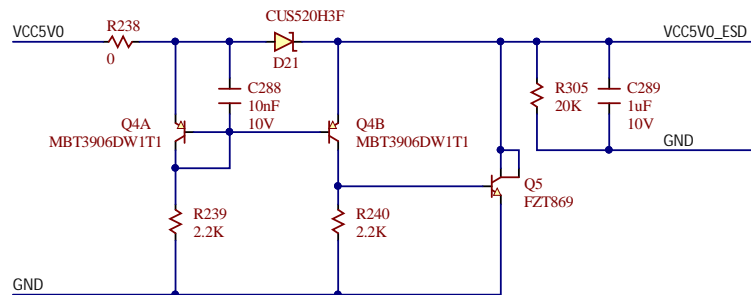 CUS520H3F
VCC5V0
R238
0
D21
VCC5V0_ESD
C288
10nF
10V
R305
20K
C289
1uF
10V
Q4A
MBT3906DW1T1
Q4B
MBT3906DW1T1
GND
Q5
FZT869
R239
2.2K
R240
2.2K
GND